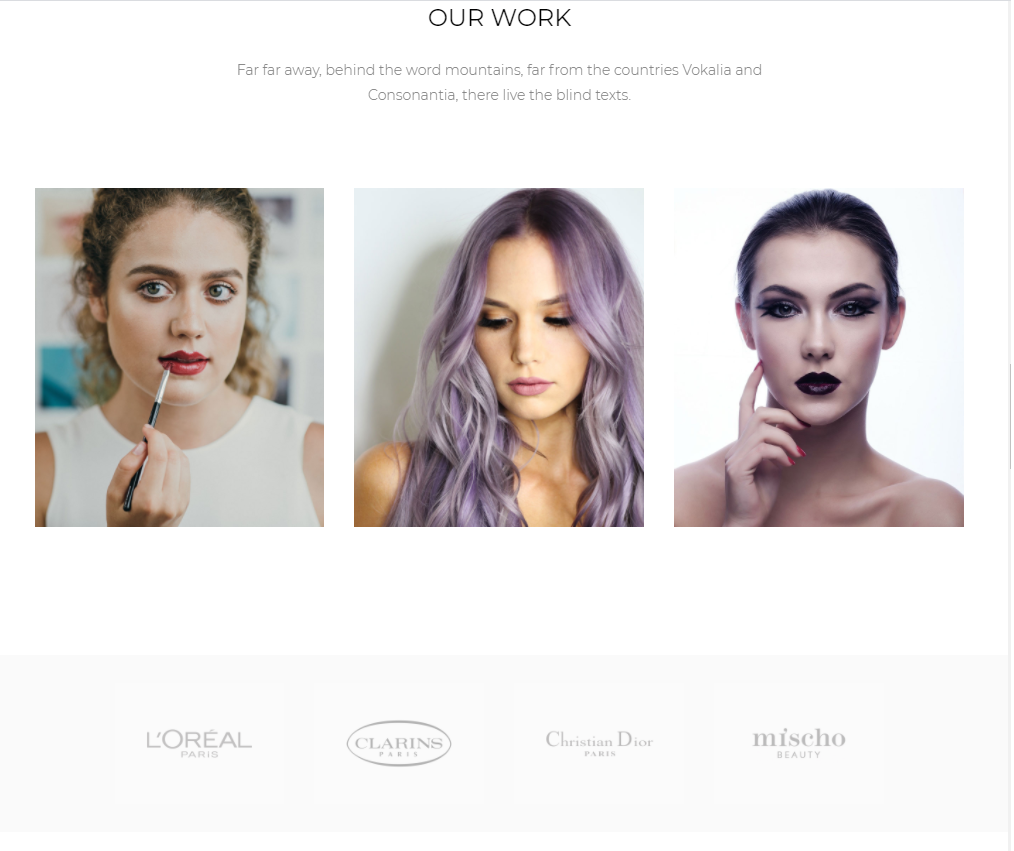 OUR WORK
Far far away, behind the word mountains, far from the countries Vokalia and
Consonantia, there live the blind texts.
L'ORÉAL
PARIS
CLARINS
PARIS
Christian Dior
PARIS
mischo
BEAUTY